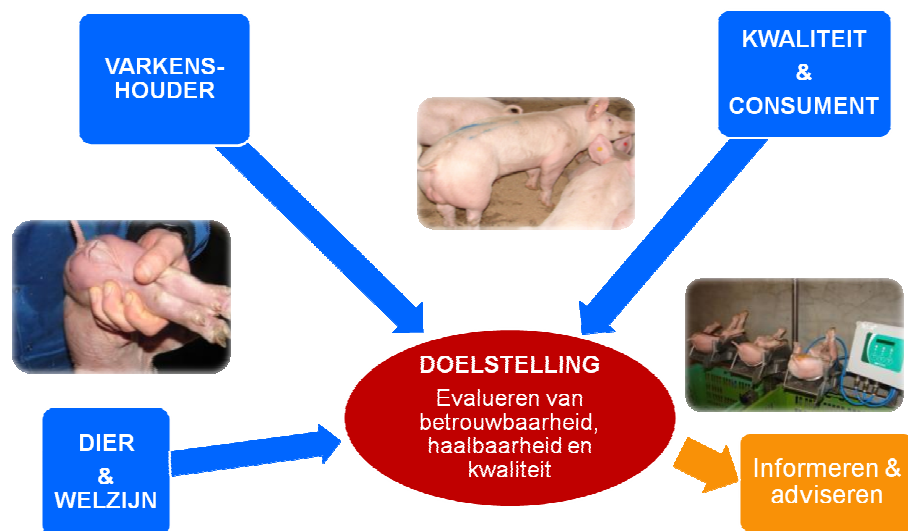 VARKENS-
HOUDER
KWALITEIT
&
CONSUMENT
DOELSTELLING
Evalueren van
betrouwbaarheid,
haalbaarheid en
kwaliteit
DIER
&
WELZIJN
Informeren &
adviseren